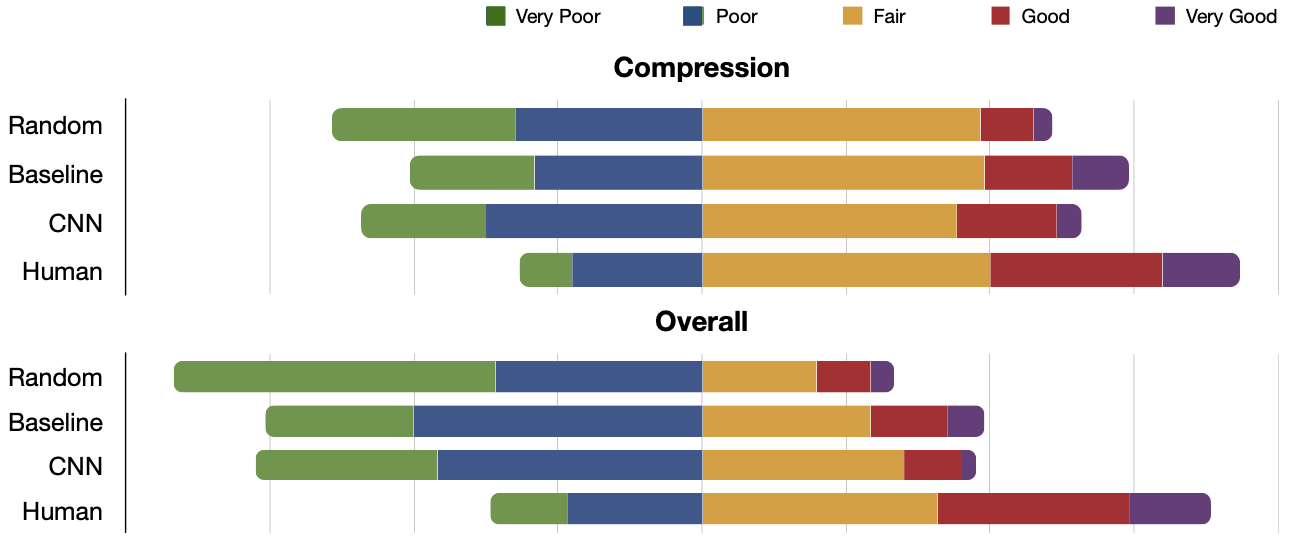 Very Poor Poor Fair Good Very Good
Compression
Random
Baseline
CNN
Human
Overall
Random
Baseline
CNN
Human